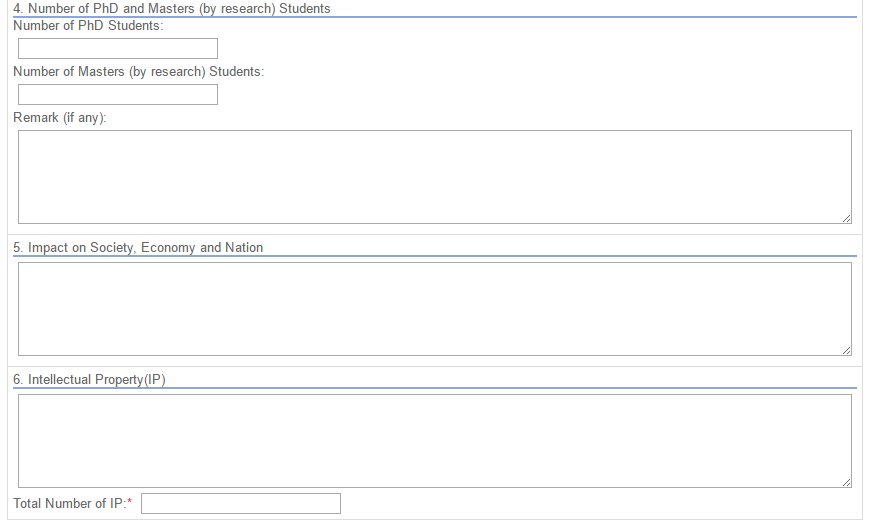 4. Number of PhD and Masters (by research) Students
Number of PhD Students:
Number of Masters (by research) Students:
Remark (if any):
5. Impact on Society, Economy and Nation
6. Intellectual Property(IP)
Total Number of IP:*